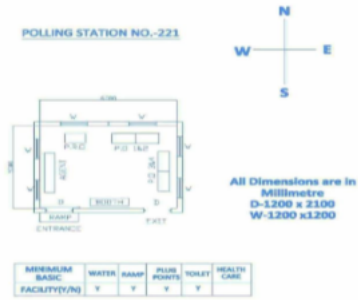 POLLING STATION NO.-221
N
W E
S
All Dimensions are in
Millimetre
D-1200 x 2100
W-1200 x1200
D BOOTH D
RAMP
ENTRANCE EXIT
MINIMUM BASIC FACILITY(Y/N) WATER RAMP PLUG POINTS TOILET HEALTH CARE
Y Y Y Y